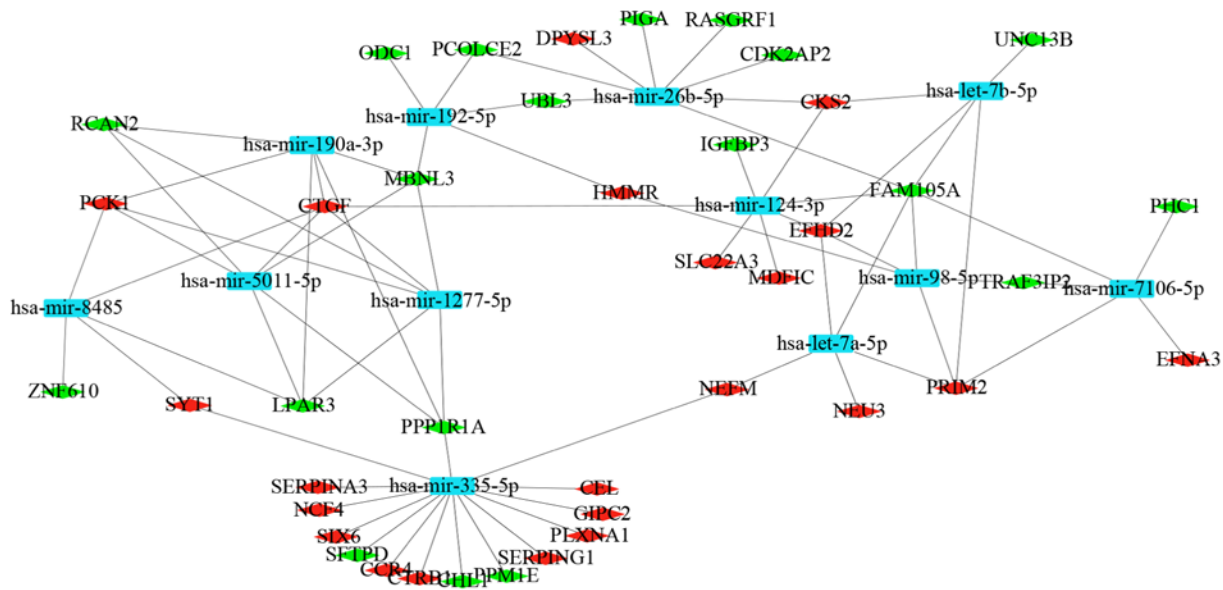 PIGA
RASGRF1
DPYSL3
UNC13B
ODC1
PCOLCE2
CDK2AP2
hsa-mir-26b-5p
hsa-let-7b-5p
UBL3
CKS2
hsa-mir-192-5p
RCAN2
hsa-mir-190a-3p
IGFBP3
MBNL3
HMMR
FAM105A
PCK1
CTGF
hsa-mir-124-3p
PHC1
EFHD2
SLC22A3
MDFIC
hsa-mir-5011-5p
hsa-mir-98-5p
TRAF3IP2
hsa-mir-7106-5p
hsa-mir-8485
hsa-mir-1277-5p
hsa-let-7a-5p
EFNA3
ZNF610
SYT1
LPAR3
NEFM
PRIM2
NEU3
PPP1R1A
hsa-mir-335-5p
SERPINA3
CEL
NCF4
GIPC2
SIX6
PLXNA1
SFTPD
SERPING1
CCR4
CTRB1
CHL1
PPM1E